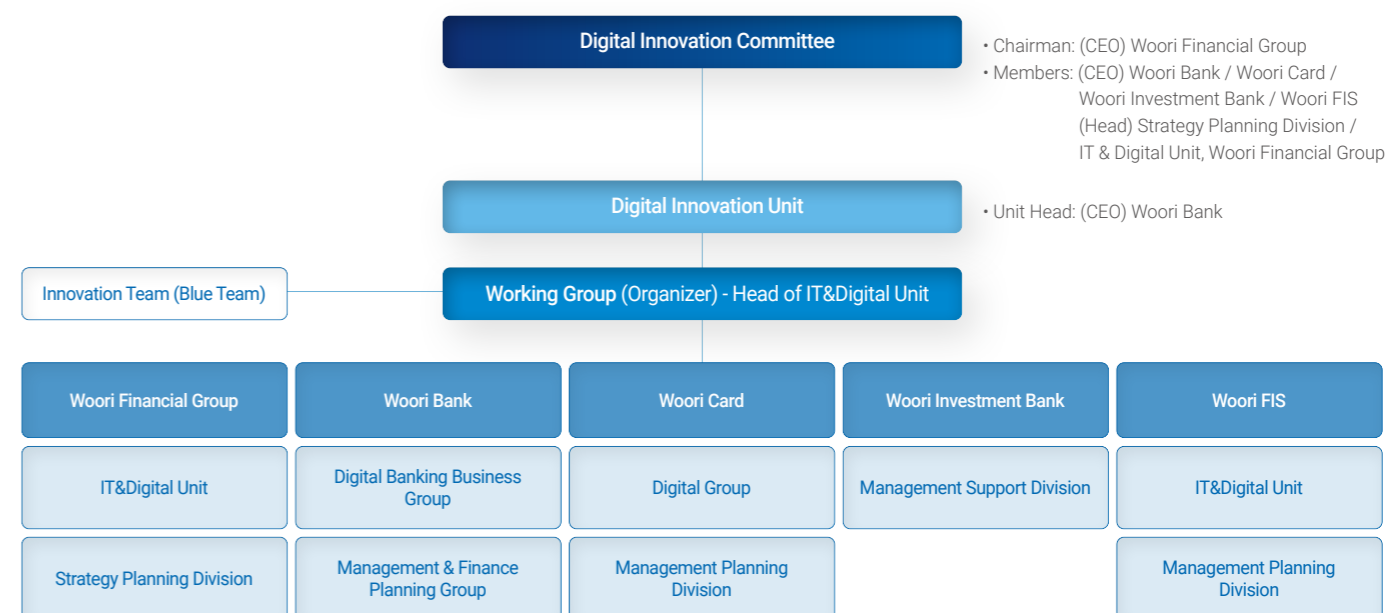 Digital Innovation Committee
• Chairman: (CEO) Woori Financial Group
• Members: (CEO) Woori Bank / Woori Card /
Woori Investment Bank / Woori FIS
(Head) Strategy Planning Division /
IT & Digital Unit, Woori Financial Group
Digital Innovation Unit
• Unit Head: (CEO) Woori Bank
Innovation Team (Blue Team)
Working Group (Organizer) - Head of IT&Digital Unit
Woori Financial Group
Woori Bank
Woori Card
Woori Investment Bank
Woori FIS
IT&Digital Unit
Digital Banking Business
Group
Digital Group
Management Support Division
IT&Digital Unit
Strategy Planning Division
Management & Finance
Planning Group
Management Planning
Division
Management Planning
Division